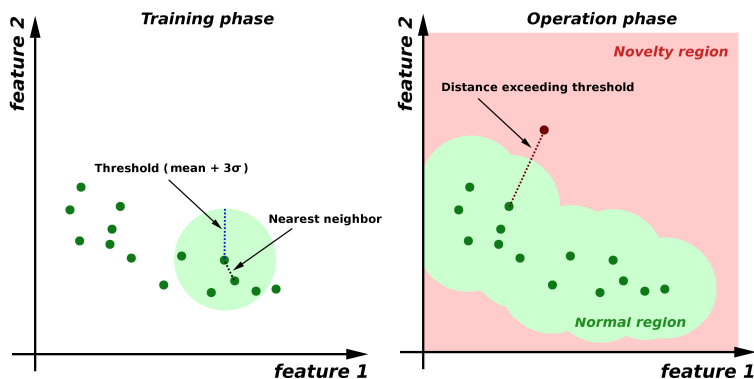 Training phase
feature 2
Threshold (mean + 3σ)
Nearest neighbor
feature 1
Operation phase
feature 2
Novelty region
Distance exceeding threshold
Normal region
feature 1